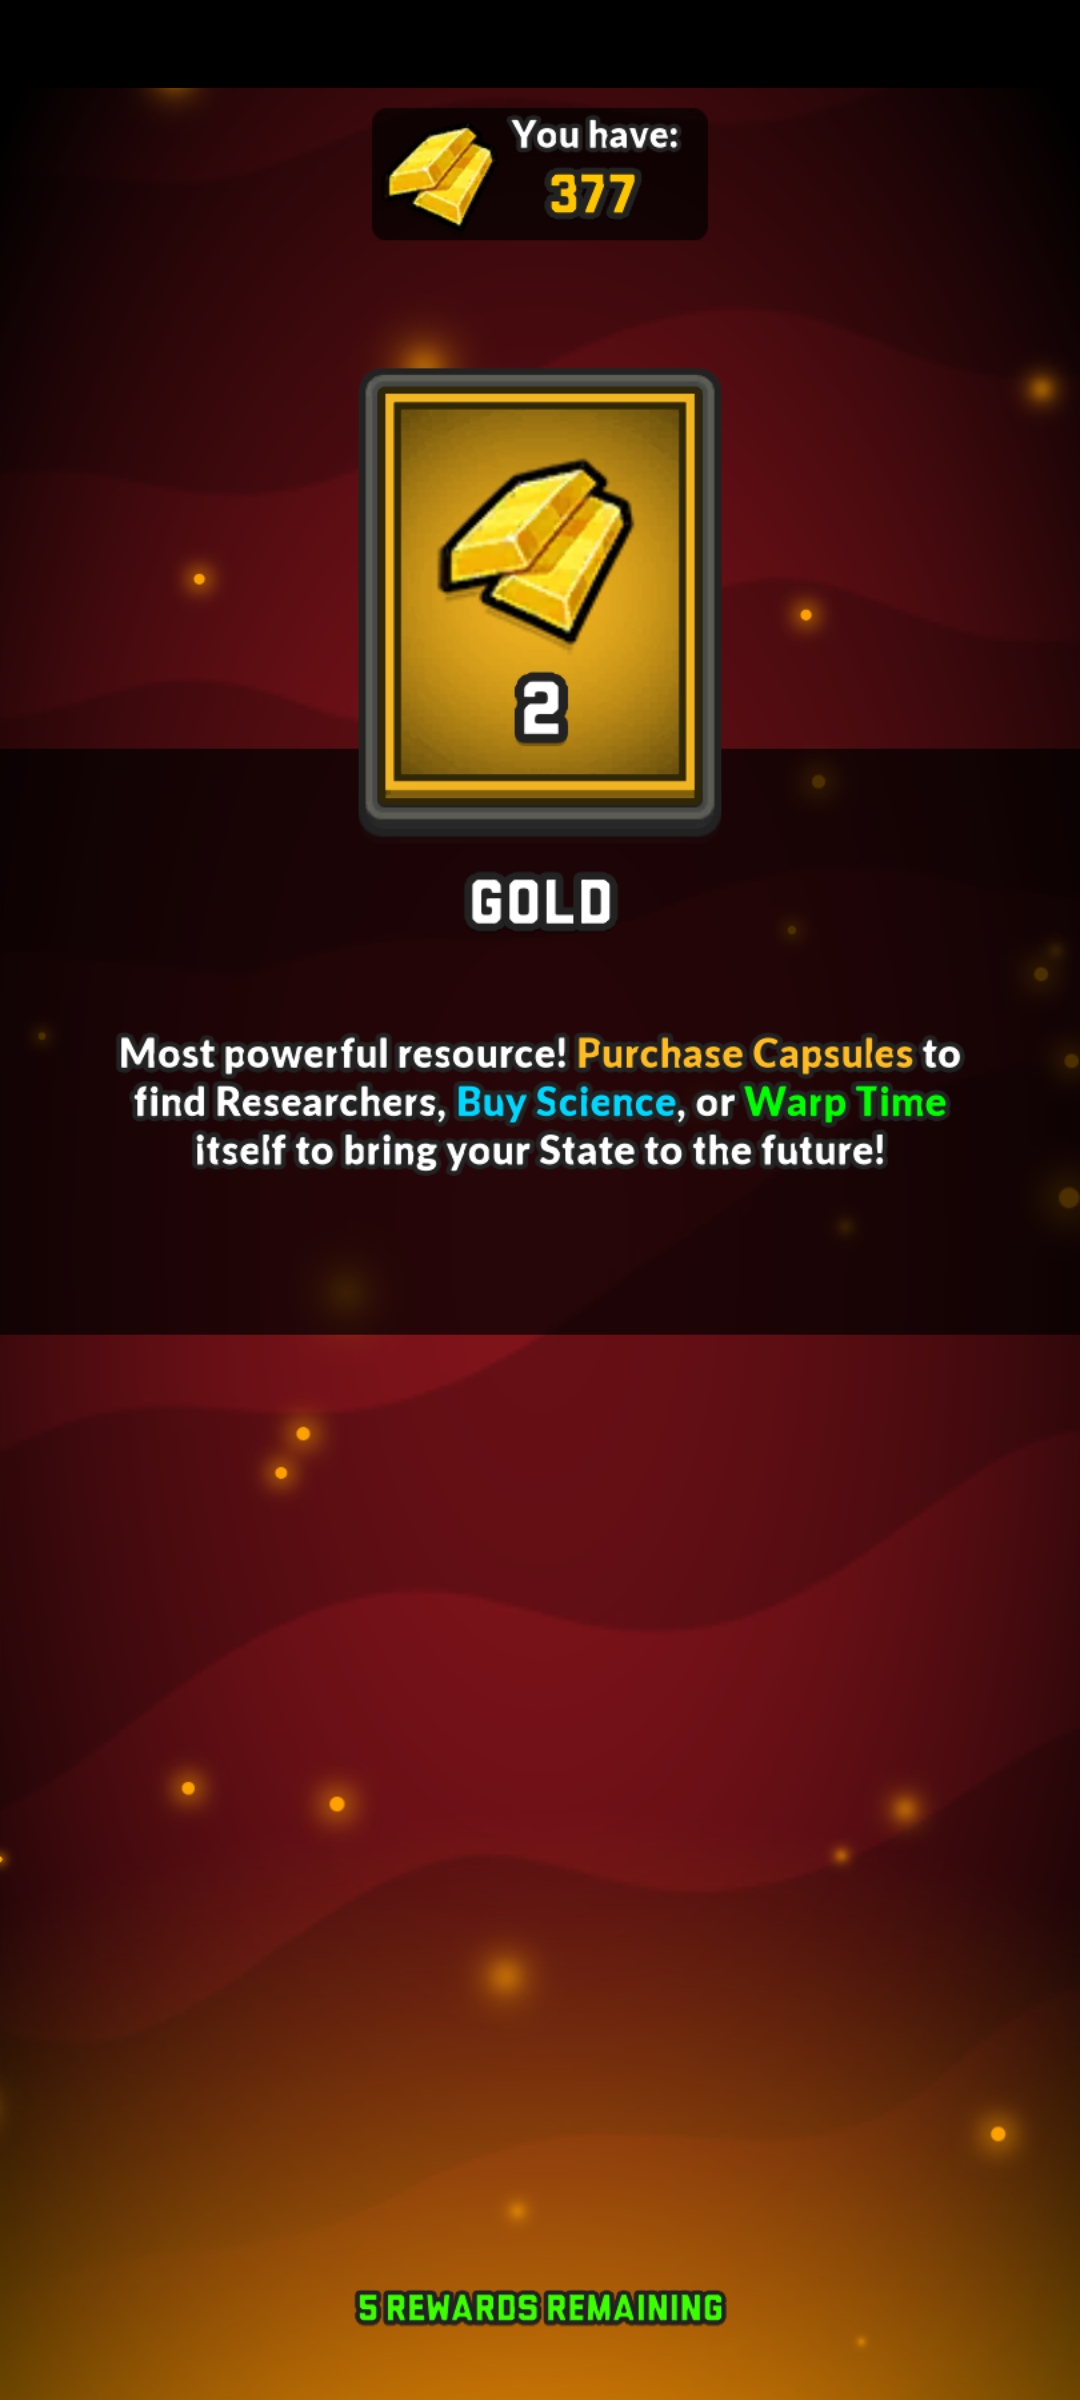 You have:
377
2
GOLD
Most powerful resource! Purchase Capsules to
find Researchers, Buy Science, or Warp Time
itself to bring your State to the future!
5 REWARDS REMAINING